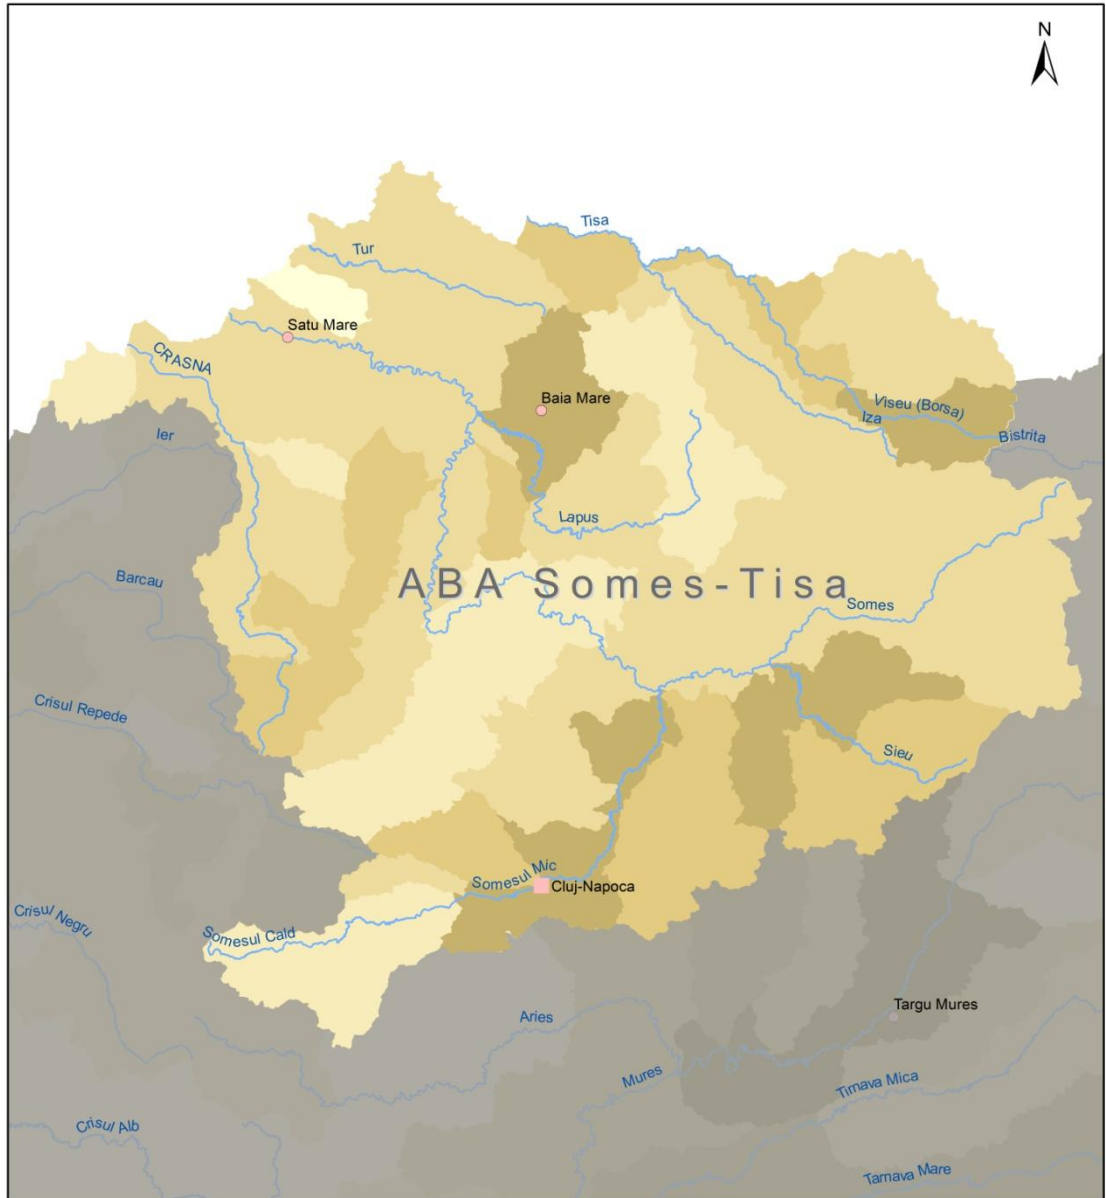 N
Tisa
Tur
Satu Mare
CRASNA
Baia Mare
Viseu (Borsa)
Iza
Bistrita
Ier
Lapus
Barcau
ABA Somes-Tisa
Somes
Crisul Repede
Sieu
Somesul Mic
Cluj-Napoca
Crisul Negru
Somesul Cald
Targu Mures
Aries
Mures
Timava Mica
Crisul Alb
Tarnava Mare